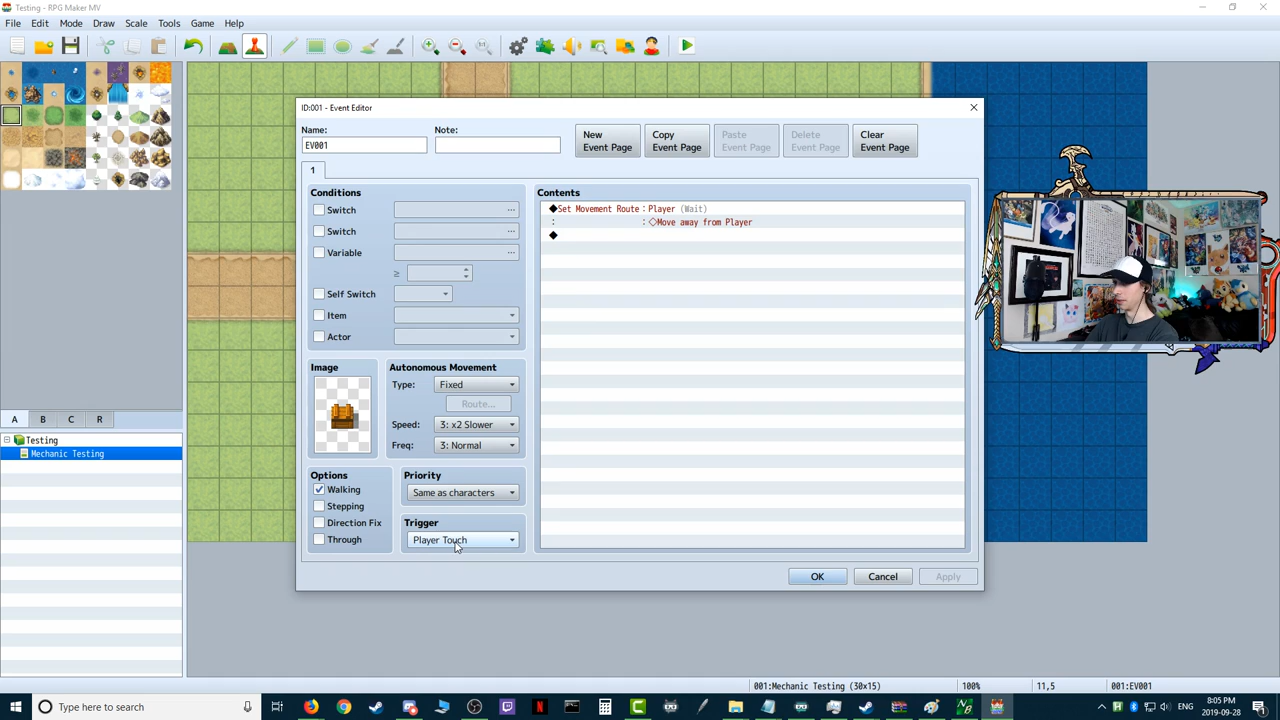 Testing - RPG Maker MV
File Edit Mode Draw Scale Tools Game Help
ID:001 - Event Editor
Name:
EV001
Note:
New
Event Page
Copy
Event Page
Paste
Event Page
Delete
Event Page
Clear
Event Page
1
Conditions
Switch ...
Switch ...
Variable ...
≥
Self Switch
Item
Actor
Image
Autonomous Movement
Type: Fixed
Route...
Speed: 3: x2 Slower
Freq: 3: Normal
Options
Walking
Stepping
Direction Fix
Through
Priority
Same as characters
Trigger
Player Touch
Contents
◆Set Movement Route : Player (Wait)
: : ◇Move away from Player
◆
OK Cancel Apply
A B C R
Testing
Mechanic Testing
001:Mechanic Testing (30x15) 100% 11,5 001:EV001
Type here to search
ENG
8:05 PM
2019-09-28